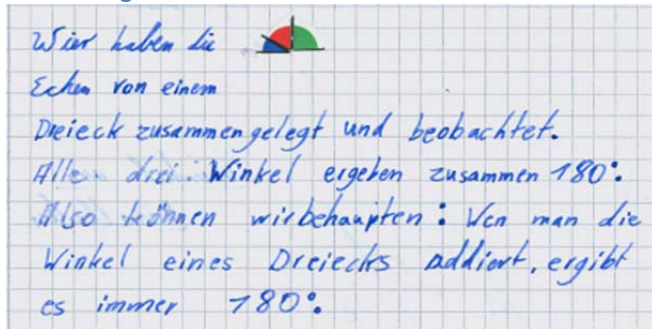 Wier haben die
Ecken von einem
Dreieck zusammengelegt und beobachtet.
Alle drei Winkel ergeben zusammen 180°.
Also können wir behaupten: Wen man die
Winkel eines Dreiecks addiert, ergibt
es immer 180°.